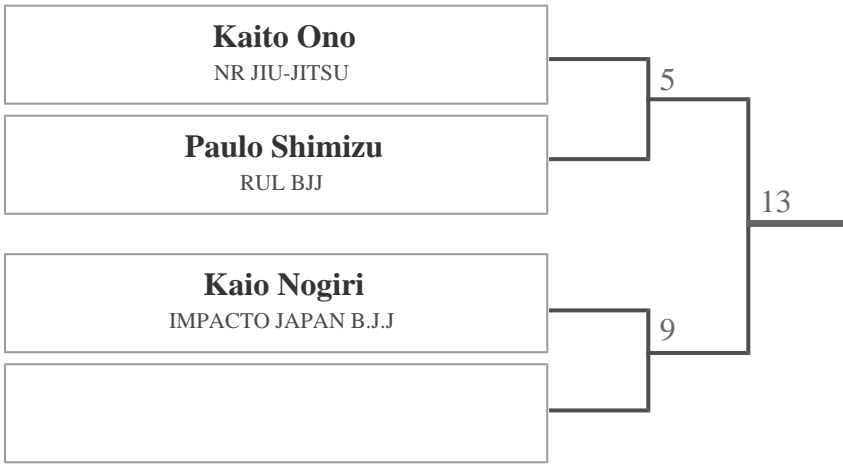 Kaito Ono
NR JIU-JITSU
5
Paulo Shimizu
RUL BJJ
13
Kaio Nogiri
IMPACTO JAPAN B.J.J
9